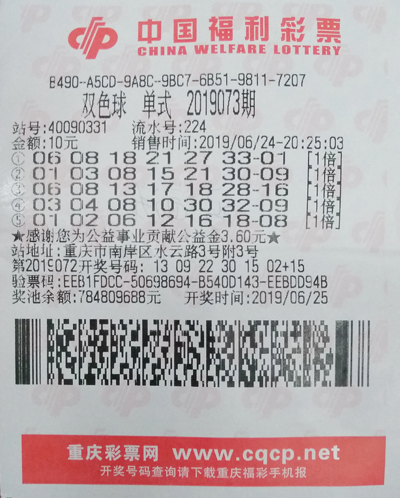 中国福利彩票
CHINA WELFARE LOTTERY
B490-A5CD-9A8C-9BC7-6B51-9811-7207
双色球 单式 2019073期
站号:40090331 流水号:224
金额:10元 销售时间:2019/06/24-20:25:03
① 06 08 18 21 27 33-01 [1倍]
② 01 03 08 15 21 30-09 [1倍]
③ 06 08 13 17 18 28-16 [1倍]
④ 03 04 08 10 30 32-09 [1倍]
⑤ 01 02 06 12 16 18-08 [1倍]
★感谢您为公益事业贡献公益金3.60元★
站地址:重庆市南岸区水云路3号附3号
第2019072开奖号码: 13 09 22 30 15 02+15
验票码:EEB1FDCC-50698694-B540D143-EEBDD94B
奖池余额:784809688元 开奖时间:2019/06/25
重庆彩票网 www.cqcp.net
开奖号码查询请下载重庆福彩手机报